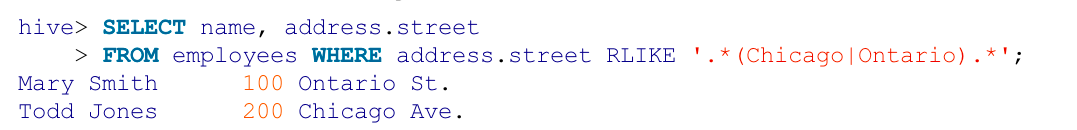 hive> SELECT name, address.street
    > FROM employees WHERE address.street RLIKE '.*(Chicago|Ontario).*';
Mary Smith      100 Ontario St.
Todd Jones      200 Chicago Ave.